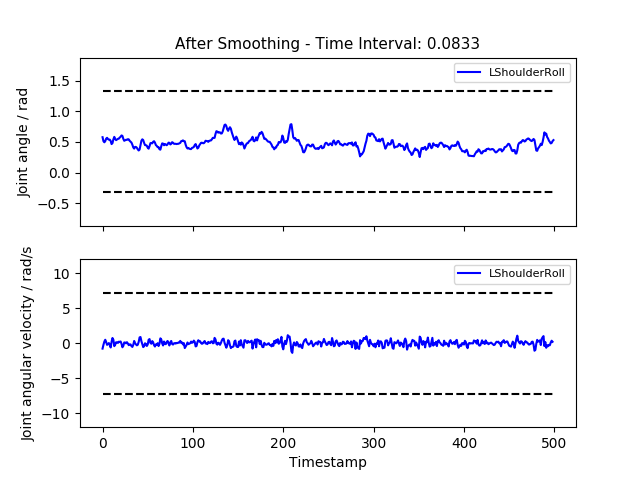 After Smoothing - Time Interval: 0.0833
LShoulderRoll
Joint angle / rad
1.5
1.0
0.5
0.0
−0.5
LShoulderRoll
Joint angular velocity / rad/s
10
5
0
−5
−10
0 100 200 300 400 500
Timestamp